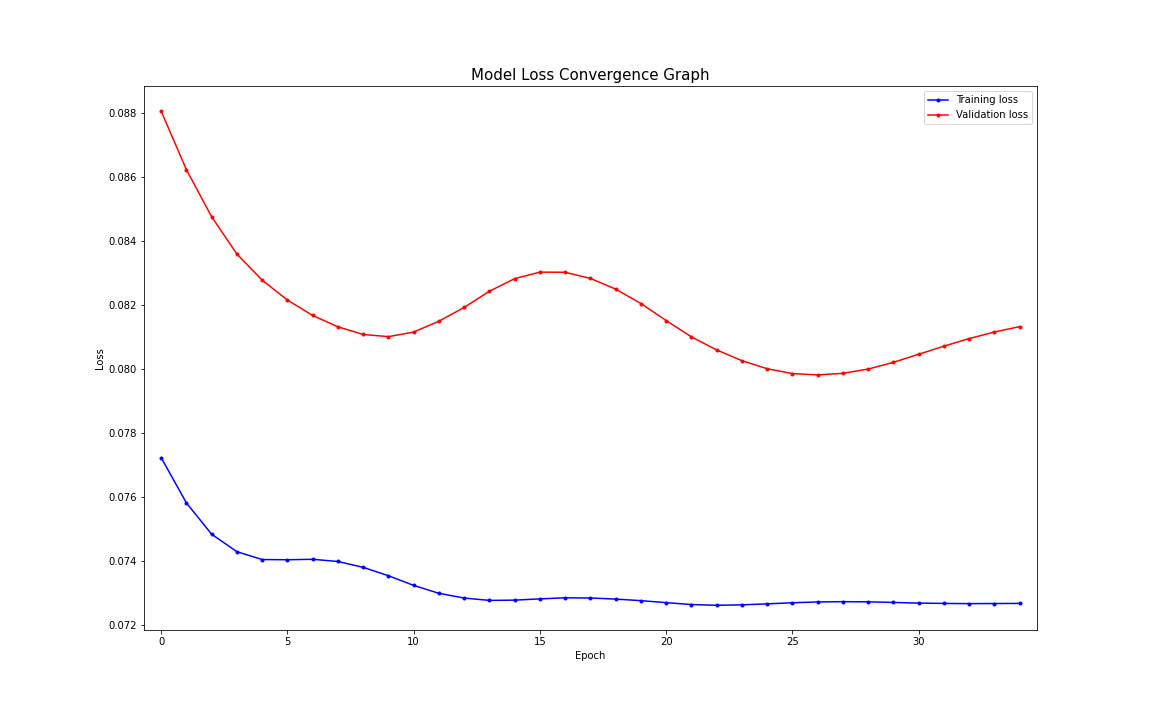 Model Loss Convergence Graph
Training loss
Validation loss
0.088
0.086
0.084
0.082
0.080
0.078
0.076
0.074
0.072
Loss
0 5 10 15 20 25 30
Epoch